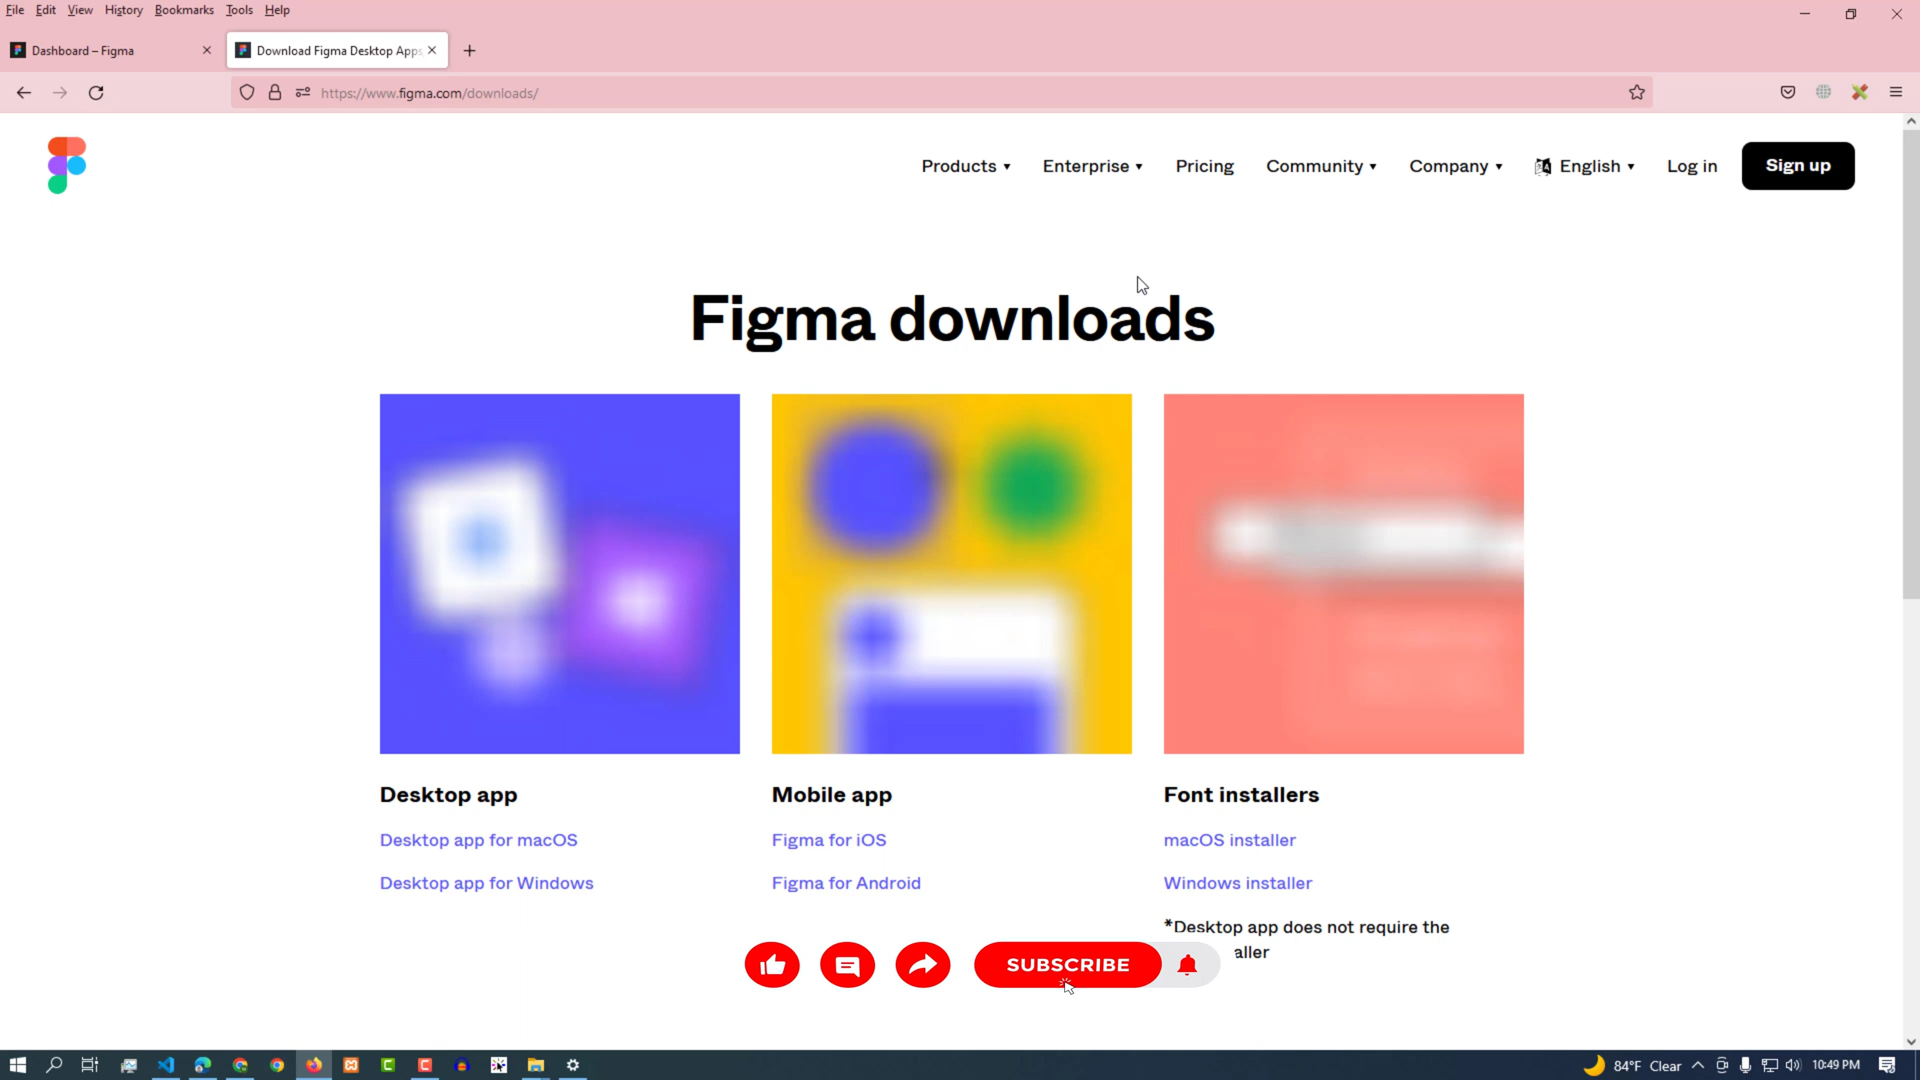 File Edit View History Bookmarks Tools Help
Dashboard – Figma
Download Figma Desktop Apps
https://www.figma.com/downloads/
Products Enterprise Pricing Community Company English Log in Sign up
Figma downloads
Desktop app
Desktop app for macOS
Desktop app for Windows
Mobile app
Figma for iOS
Figma for Android
Font installers
macOS installer
Windows installer
*Desktop app does not require the
aller
SUBSCRIBE
84°F Clear
10:49 PM